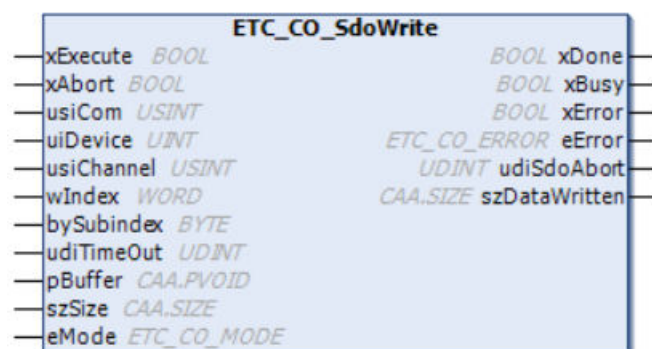 ETC_CO_SdoWrite
xExecute BOOL BOOL xDone
xAbort BOOL BOOL xBusy
usiCom USINT BOOL xError
uiDevice UINT ETC_CO_ERROR eError
usiChannel USINT UDINT udiSdoAbort
wIndex WORD CAA.SIZE szDataWritten
bySubindex BYTE
udiTimeOut UDINT
pBuffer CAA.PVOID
szSize CAA.SIZE
eMode ETC_CO_MODE